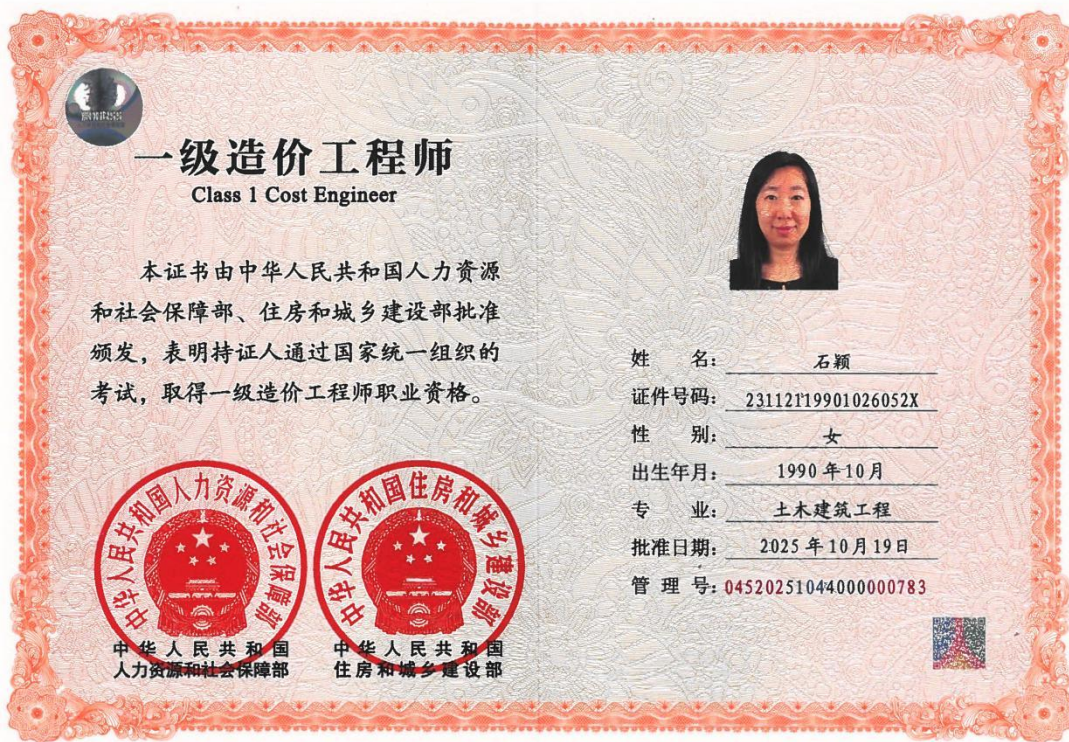 一级造价工程师
Class 1 Cost Engineer
本证书由中华人民共和国人力资源
和社会保障部、住房和城乡建设部批准
颁发，表明持证人通过国家统一组织的
考试，取得一级造价工程师职业资格。
中华人民共和国人力资源和社会保障部
中华人民共和国住房和城乡建设部
中华人民共和国
人力资源和社会保障部
中华人民共和国
住房和城乡建设部
姓 名： 石颖
证件号码： 23112119901026052X
性 别： 女
出生年月： 1990年10月
专 业： 土木建筑工程
批准日期： 2025年10月19日
管 理 号： 04520251044000000783